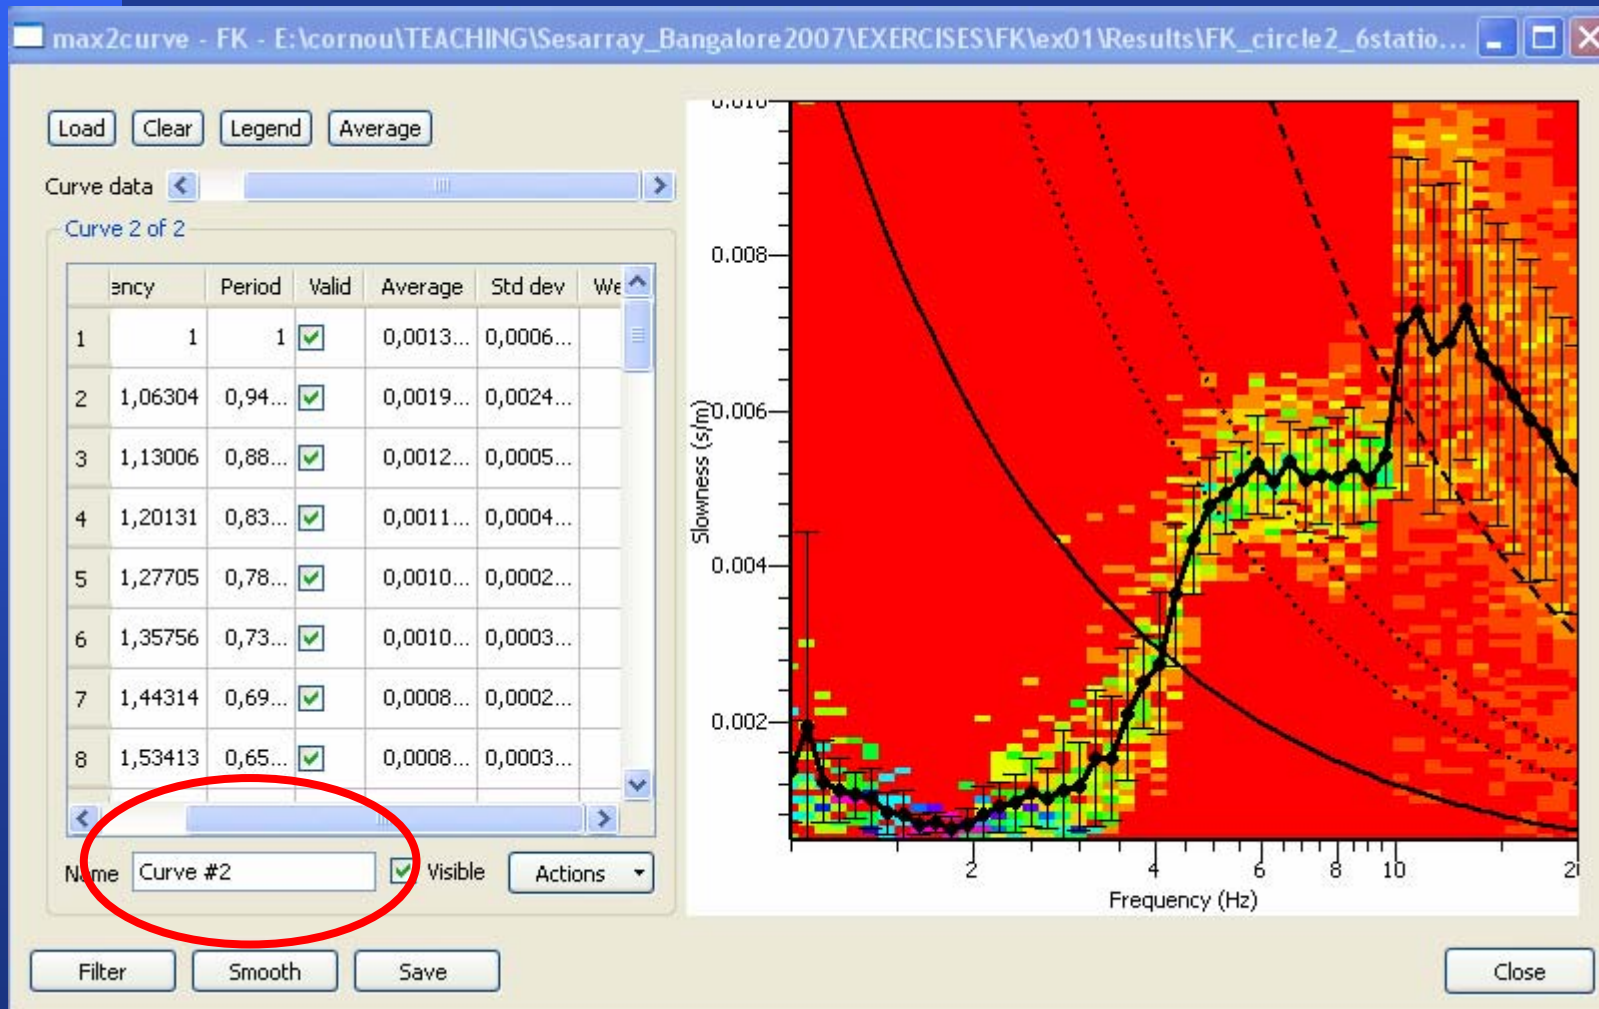 max2curve - FK - E:\cornou\TEACHING\Sesarray_Bangalore2007\EXERCISES\FK\ex01\Results\FK_circle2_6statio...
Load Clear Legend Average
Curve data
Curve 2 of 2
ency Period Valid Average Std dev We
1 1 1 0,0013... 0,0006...
2 1,06304 0,94... 0,0019... 0,0024...
3 1,13006 0,88... 0,0012... 0,0005...
4 1,20131 0,83... 0,0011... 0,0004...
5 1,27705 0,78... 0,0010... 0,0002...
6 1,35756 0,73... 0,0010... 0,0003...
7 1,44314 0,69... 0,0008... 0,0002...
8 1,53413 0,65... 0,0008... 0,0003...
Name Curve #2 Visible Actions
Filter Smooth Save
0.010
0.008
0.006
0.004
0.002
Slowness (s/m)
2 4 6 8 10 2
Frequency (Hz)
Close